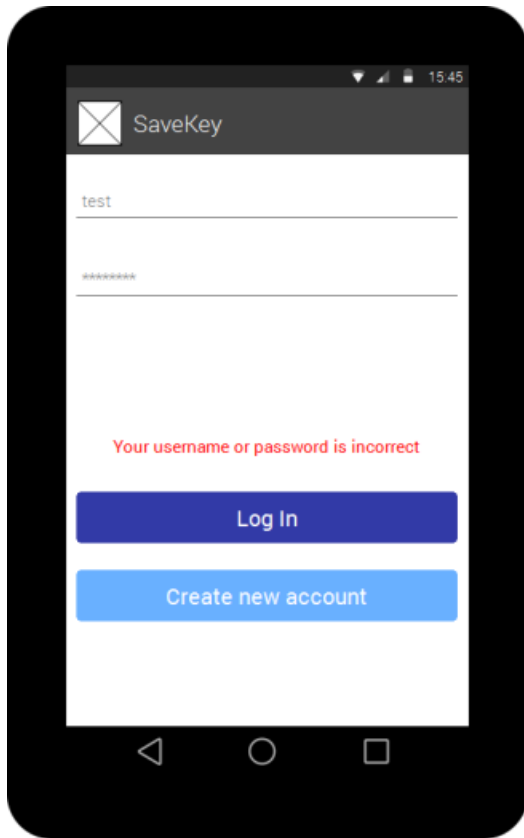 15:45
SaveKey
test
********
Your username or password is incorrect
Log In
Create new account